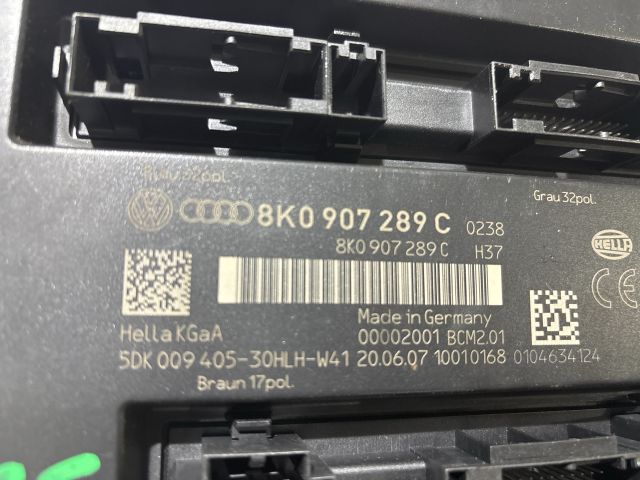 32pol.
Grau 32pol.
8K0 907 289 C 0238
8K0 907 289 C H37
HELLA
CE
Made in Germany
Hella KGaA 00002001 BCM2.01
5DK 009 405-30HLH-W41 20.06.07 10010168 0104634124
Braun 17pol.